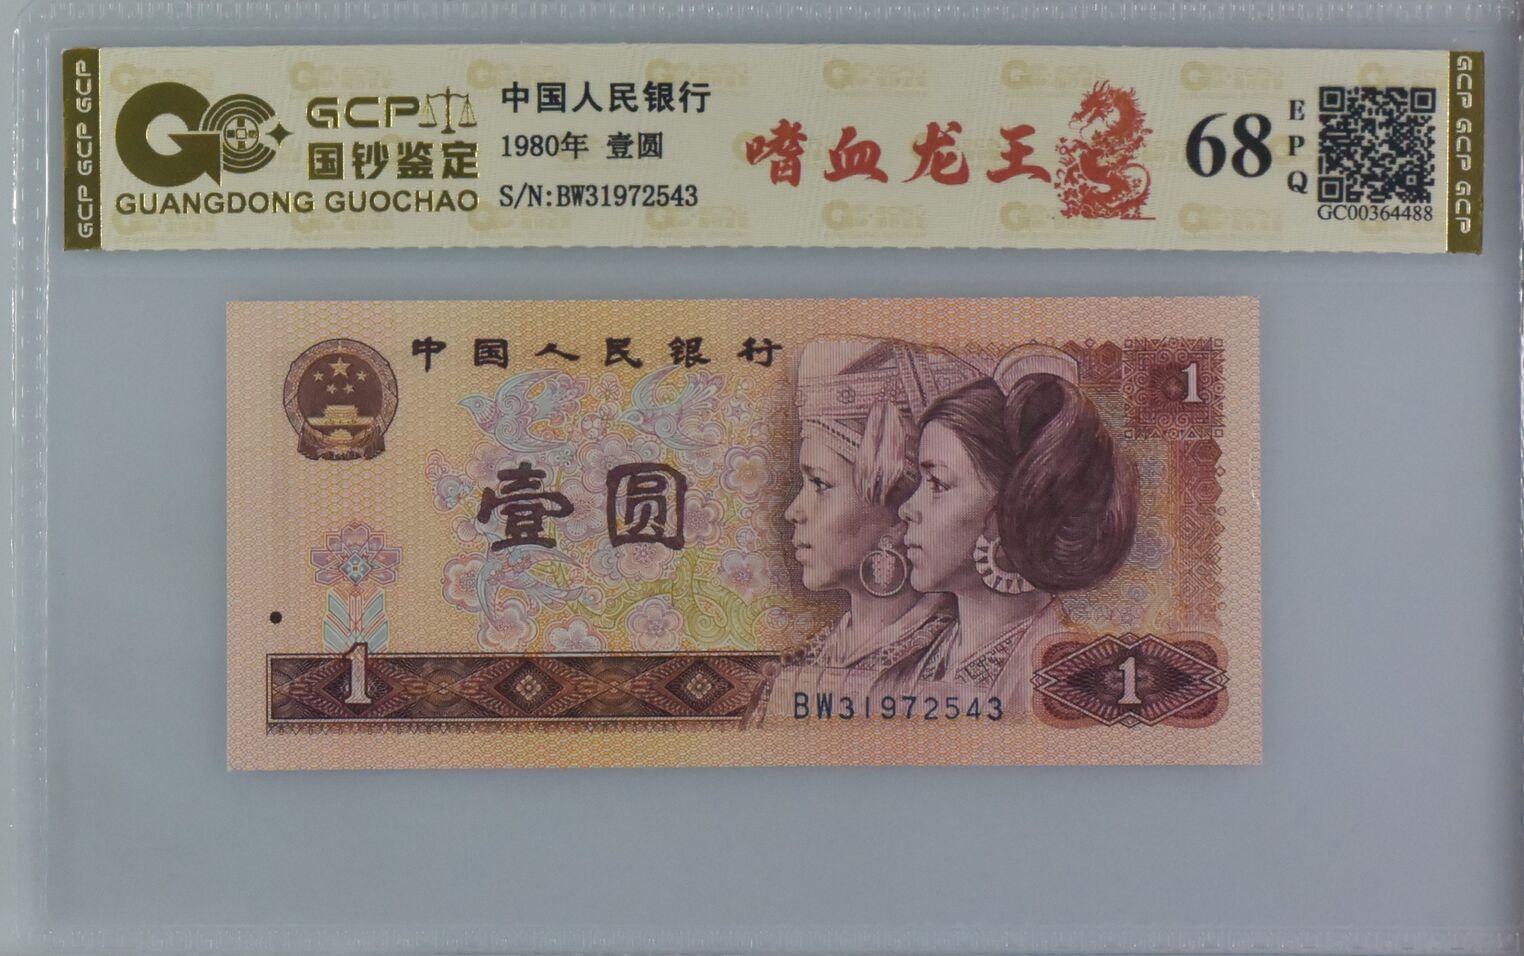 GCP GCP GCP
GCP
国钞鉴定
GUANGDONG GUOCHAO
中国人民银行
1980年 壹圆
S/N:BW31972543
嗜血龙王
68
EPQ
GC00364488
GCP GCP GCP
中国人民银行
1
壹圆
1
BW31972543
1